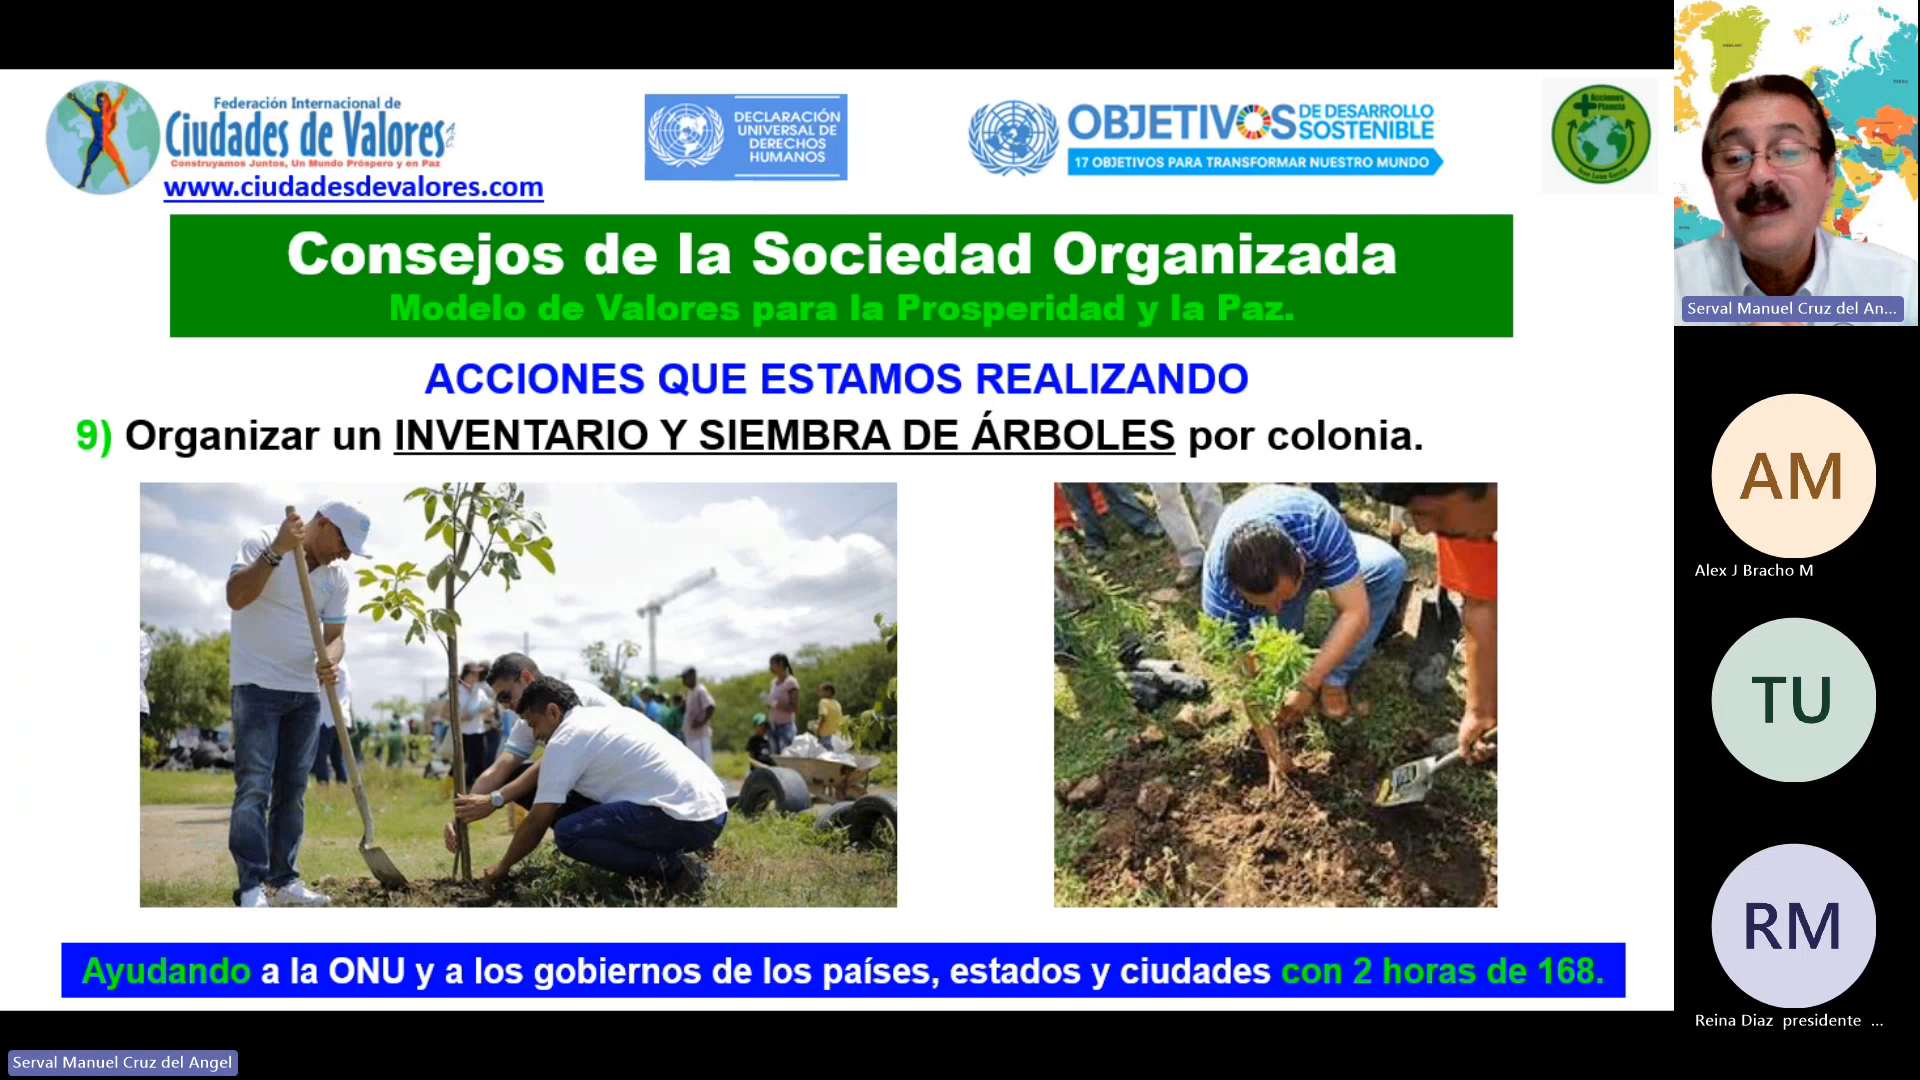 Federación Internacional de
Ciudades de Valores
Construyamos Juntos, Un Mundo Próspero y en Paz
www.ciudadesdevalores.com
DECLARACIÓN
UNIVERSAL DE
DERECHOS
HUMANOS
OBJETIVOS DE DESARROLLO
SOSTENIBLE
17 OBJETIVOS PARA TRANSFORMAR NUESTRO MUNDO
Acciones
Planeta
Consejos de la Sociedad Organizada
Modelo de Valores para la Prosperidad y la Paz.
ACCIONES QUE ESTAMOS REALIZANDO
9) Organizar un INVENTARIO Y SIEMBRA DE ÁRBOLES por colonia.
Ayudando a la ONU y a los gobiernos de los países, estados y ciudades con 2 horas de 168.
Serval Manuel Cruz del An...
AM
Alex J Bracho M
TU
RM
Reina Diaz presidente ...
Serval Manuel Cruz del Angel